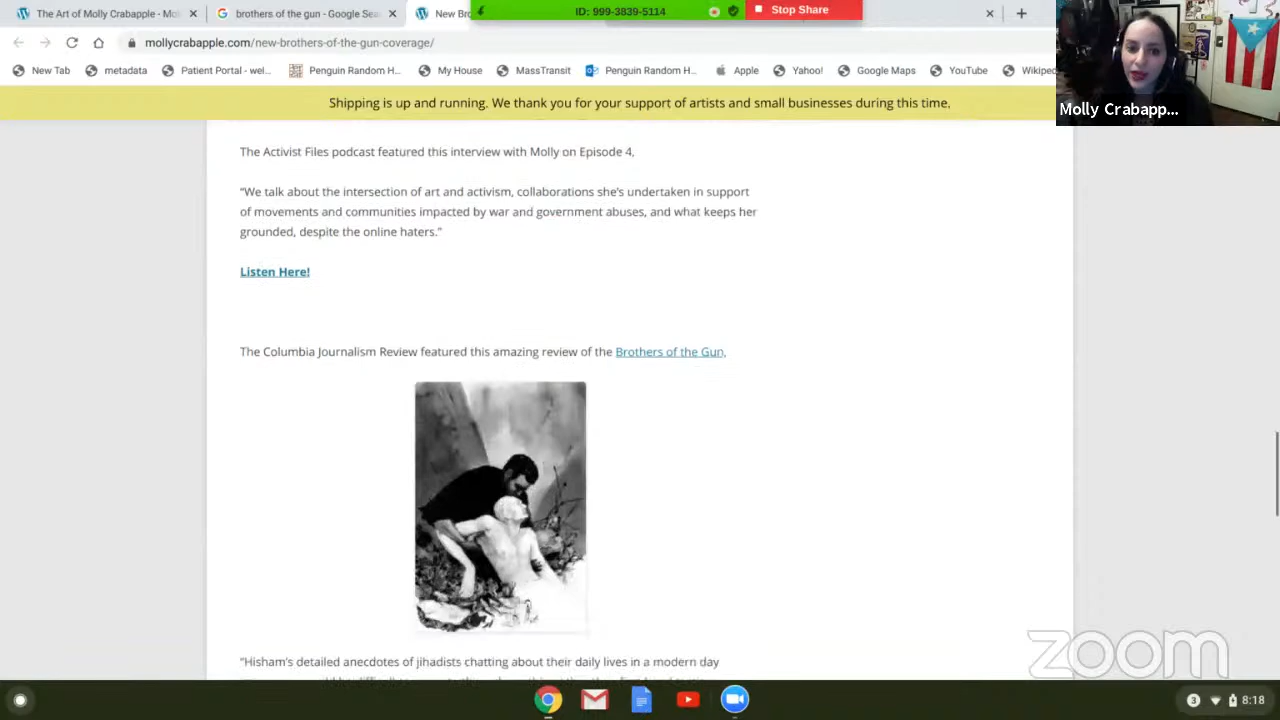 The Art of Molly Crabapple - Mo
brothers of the gun - Google Sea
New Bro
ID: 999-3839-5114
Stop Share
mollycrabapple.com/new-brothers-of-the-gun-coverage/
New Tab
metadata
Patient Portal - wel...
Penguin Random H...
My House
MassTransit
Penguin Random H...
Apple
Yahoo!
Google Maps
YouTube
Wikiped
Molly Crabapp...
Shipping is up and running. We thank you for your support of artists and small businesses during this time.
The Activist Files podcast featured this interview with Molly on Episode 4,
“We talk about the intersection of art and activism, collaborations she’s undertaken in support
of movements and communities impacted by war and government abuses, and what keeps her
grounded, despite the online haters.”
Listen Here!
The Columbia Journalism Review featured this amazing review of the Brothers of the Gun,
“Hisham’s detailed anecdotes of jihadists chatting about their daily lives in a modern day
zoom
3
8:18